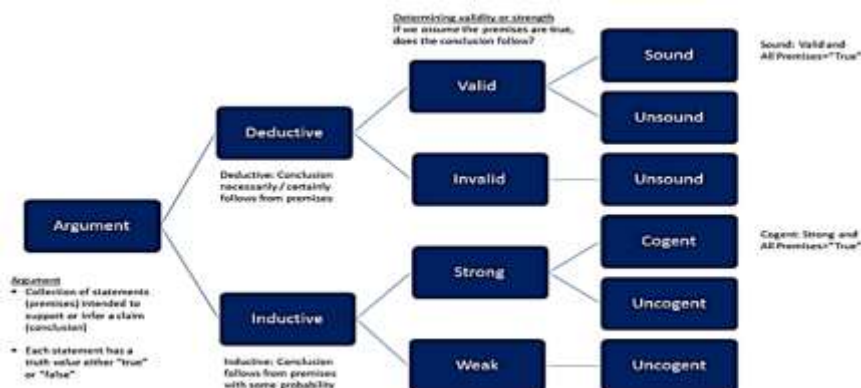 Determining validity or strength
If we assume the premises are true,
does the conclusion follow?
Sound
Sound: Valid and
All Premises="True"
Valid
Deductive
Unsound
Deductive: Conclusion
necessarily / certainly
follows from premises
Invalid
Unsound
Argument
Cogent
Cogent: Strong and
All Premises="True"
Argument
• Collection of statements
(premises) intended to
support or infer a claim
(conclusion)
• Each statement has a
truth value either "true"
or "false"
Strong
Inductive
Uncogent
Inductive: Conclusion
follows from premises
with some probability
Weak
Uncogent